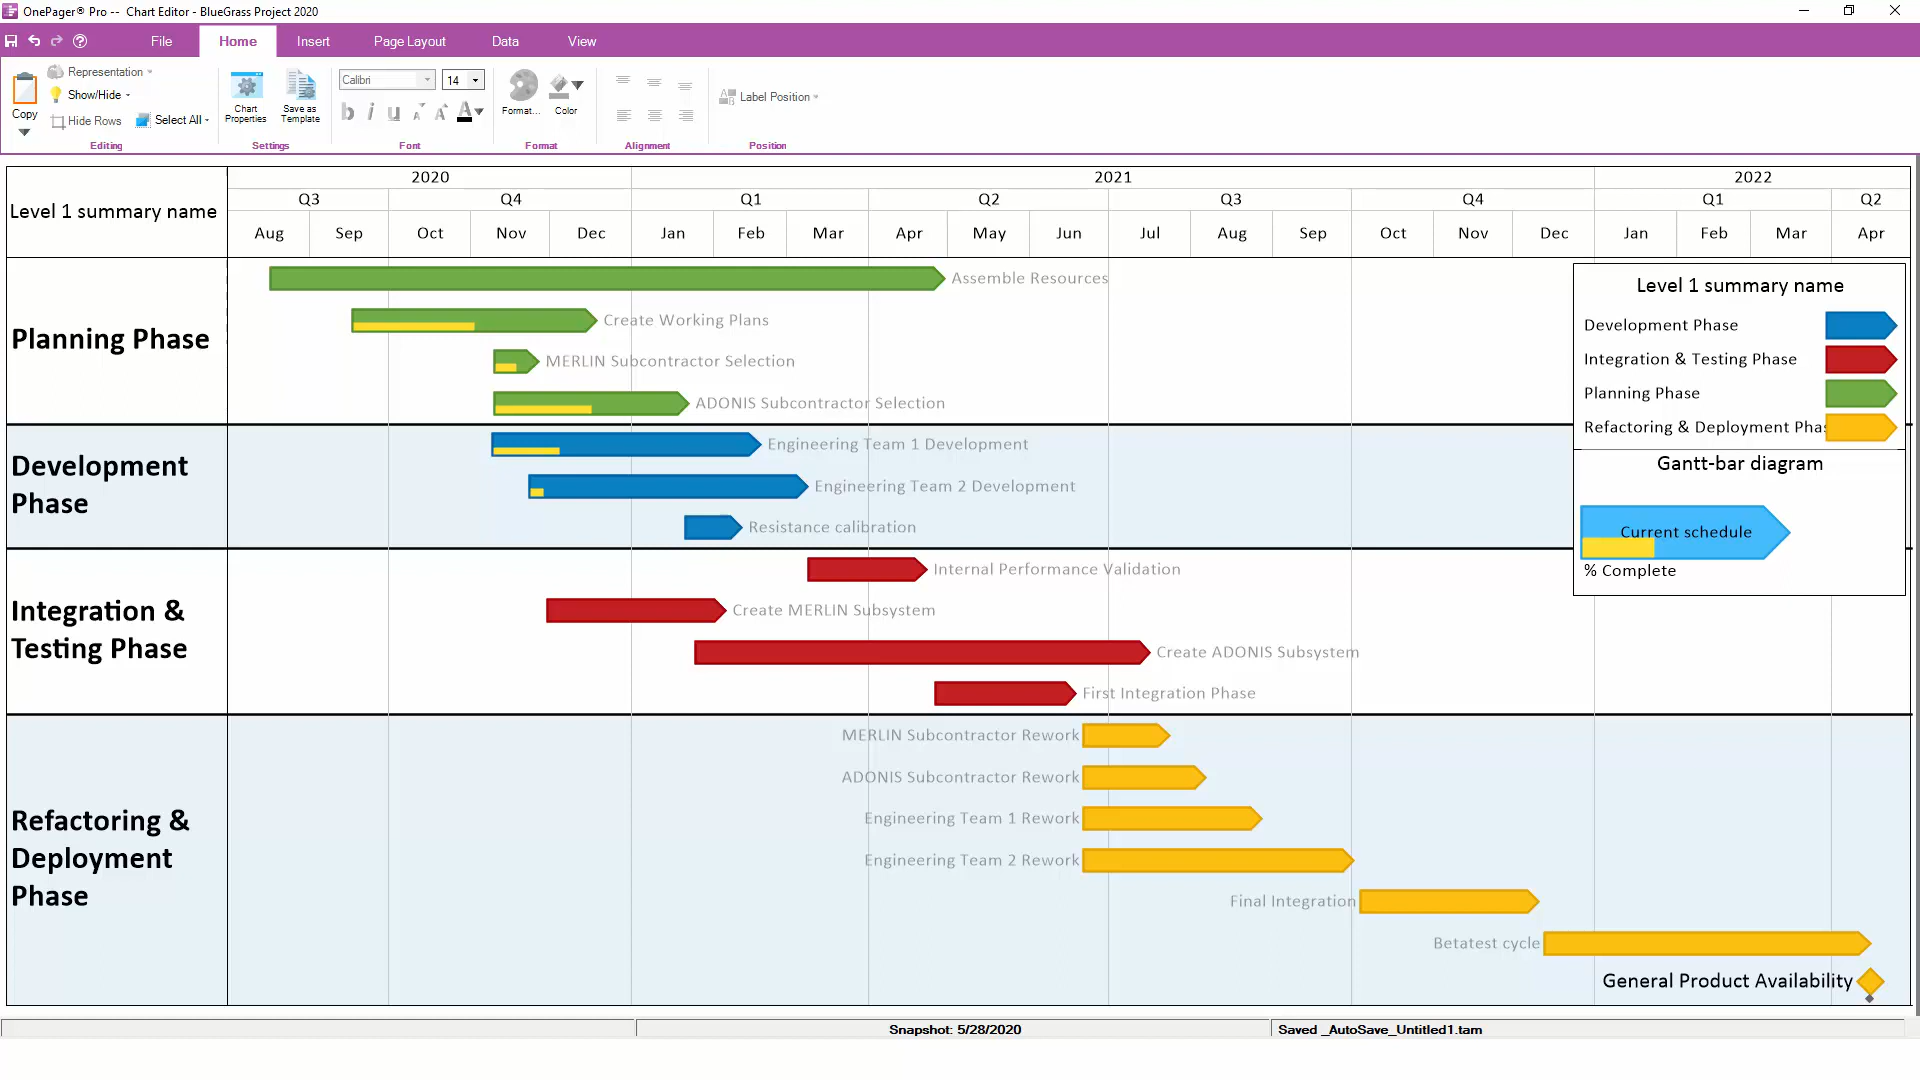 OnePager® Pro -- Chart Editor - BlueGrass Project 2020
File Home Insert Page Layout Data View
Copy
Representation
Show/Hide
Hide Rows
Select All
Editing
Chart Properties
Save as Template
Settings
Calibri 14
b i u A A A
Font
Format...
Color
Format
Alignment
Label Position
Position
Level 1 summary name
2020 2021 2022
Q3 Q4 Q1 Q2 Q3 Q4 Q1 Q2
Aug Sep Oct Nov Dec Jan Feb Mar Apr May Jun Jul Aug Sep Oct Nov Dec Jan Feb Mar Apr
Planning Phase
Assemble Resources
Create Working Plans
MERLIN Subcontractor Selection
ADONIS Subcontractor Selection
Development
Phase
Engineering Team 1 Development
Engineering Team 2 Development
Resistance calibration
Integration &
Testing Phase
Internal Performance Validation
Create MERLIN Subsystem
Create ADONIS Subsystem
First Integration Phase
Refactoring &
Deployment
Phase
MERLIN Subcontractor Rework
ADONIS Subcontractor Rework
Engineering Team 1 Rework
Engineering Team 2 Rework
Final Integration
Betatest cycle
General Product Availability
Level 1 summary name
Development Phase
Integration & Testing Phase
Planning Phase
Refactoring & Deployment Phas
Gantt-bar diagram
Current schedule
% Complete
Snapshot: 5/28/2020
Saved _AutoSave_Untitled1.tam